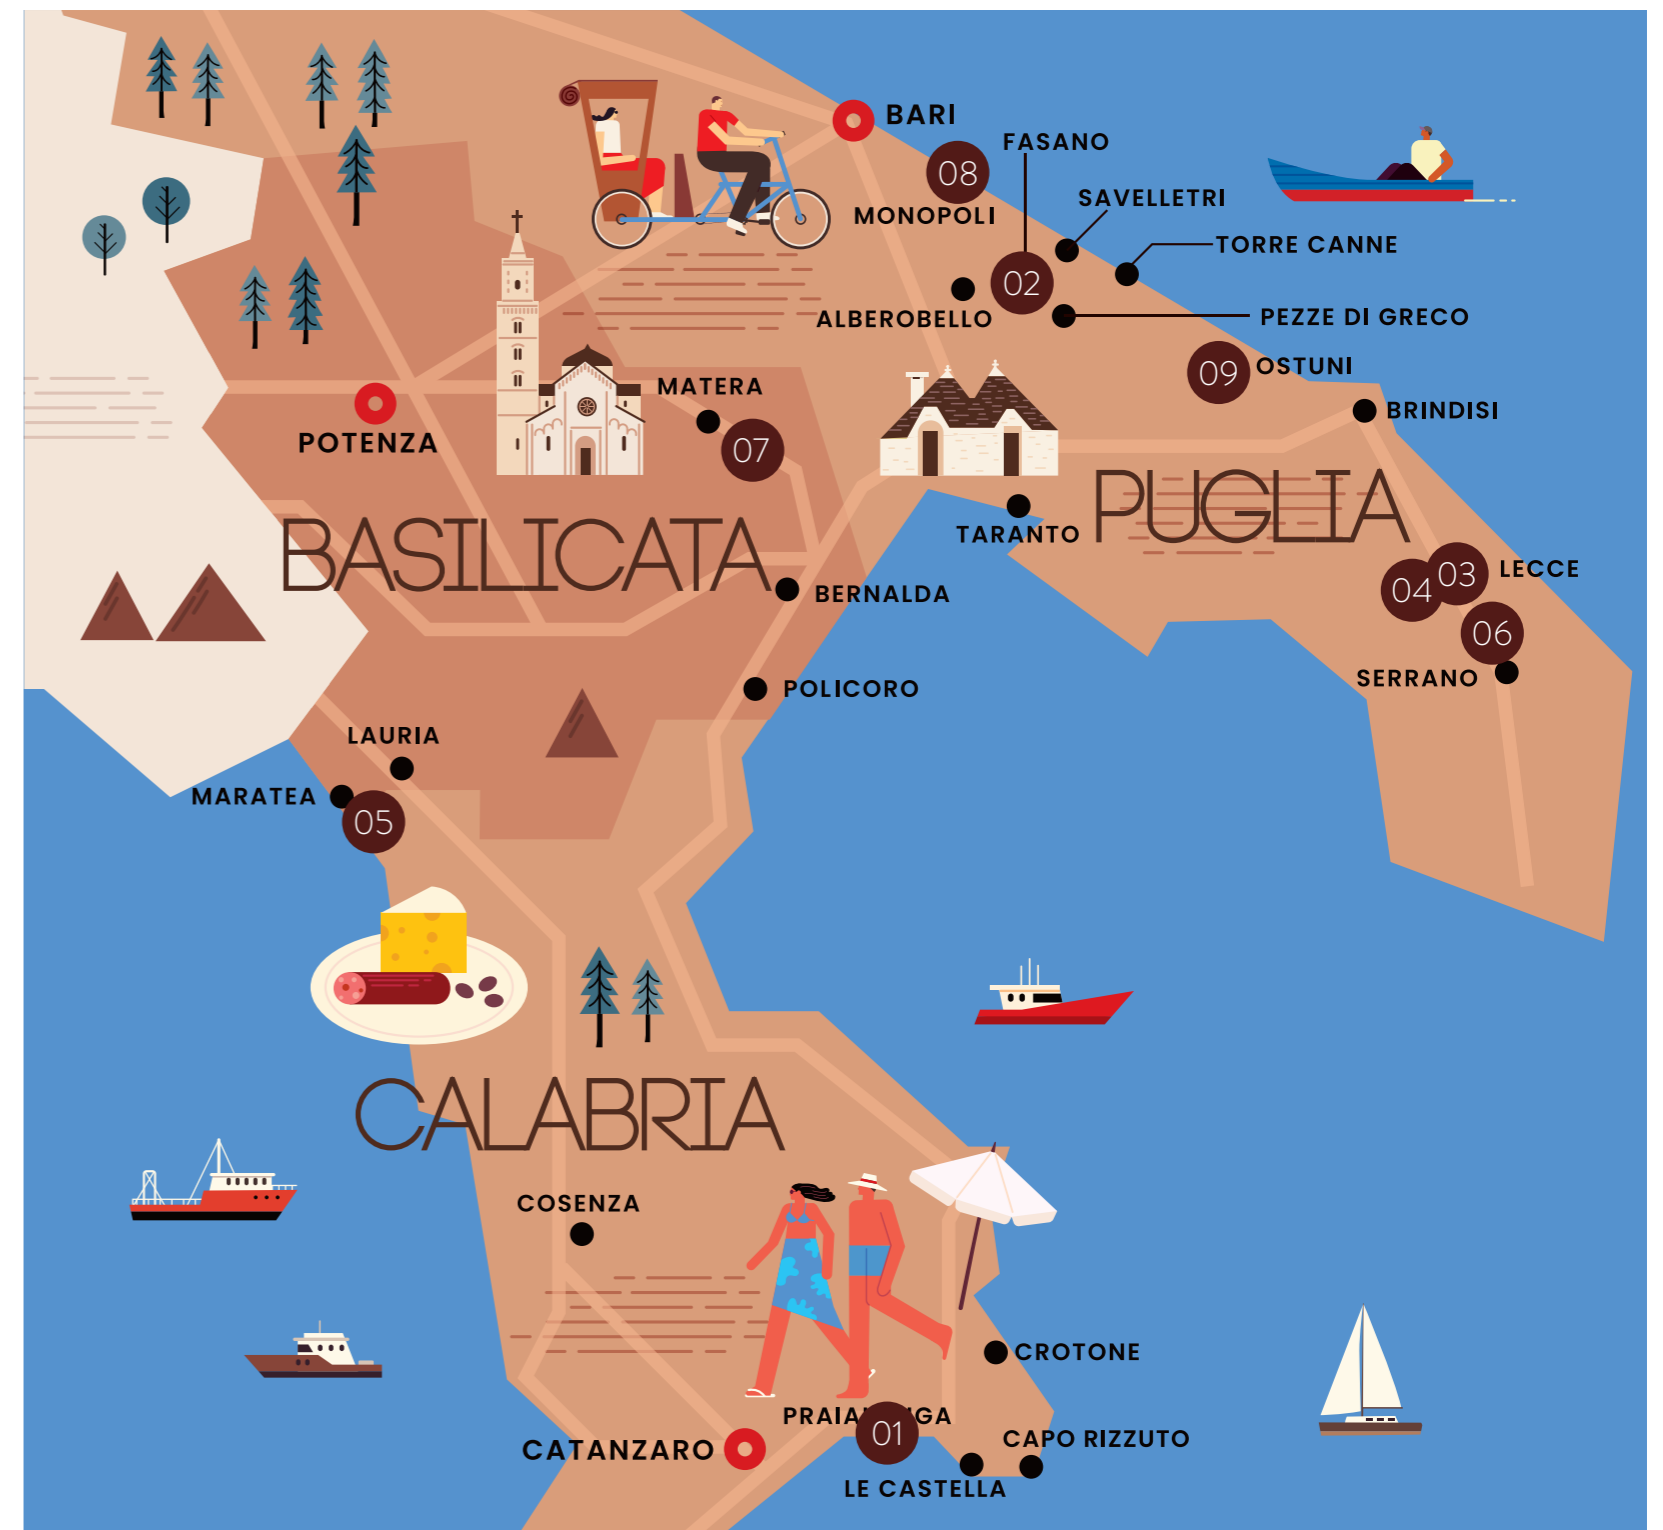 BARI
FASANO
08
MONOPOLI
SAVELLETRI
TORRE CANNE
02
ALBEROBELLO
PEZZE DI GRECO
09
OSTUNI
MATERA
BRINDISI
POTENZA
07
PUGLIA
BASILICATA
TARANTO
BERNALDA
04
03
LECCE
06
SERRANO
POLICORO
LAURIA
MARATEA
05
CALABRIA
COSENZA
CROTONE
01
CATANZARO
CAPO RIZZUTO
LE CASTELLA